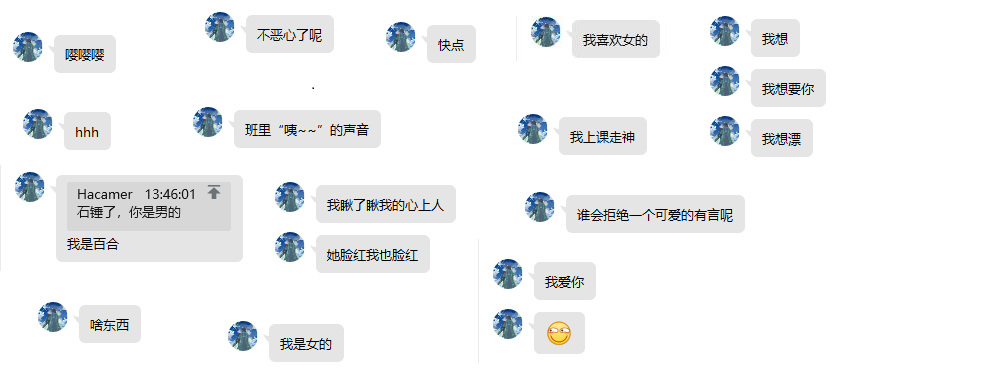 嘤嘤嘤
不恶心了呢
快点
我喜欢女的
我想
我想要你
我想漂
hhh
班里“咦~~”的声音
我上课走神
Hacamer 13:46:01
石锤了，你是男的
我是百合
我瞅了瞅我的心上人
她脸红我也脸红
谁会拒绝一个可爱的有言呢
我爱你
啥东西
我是女的